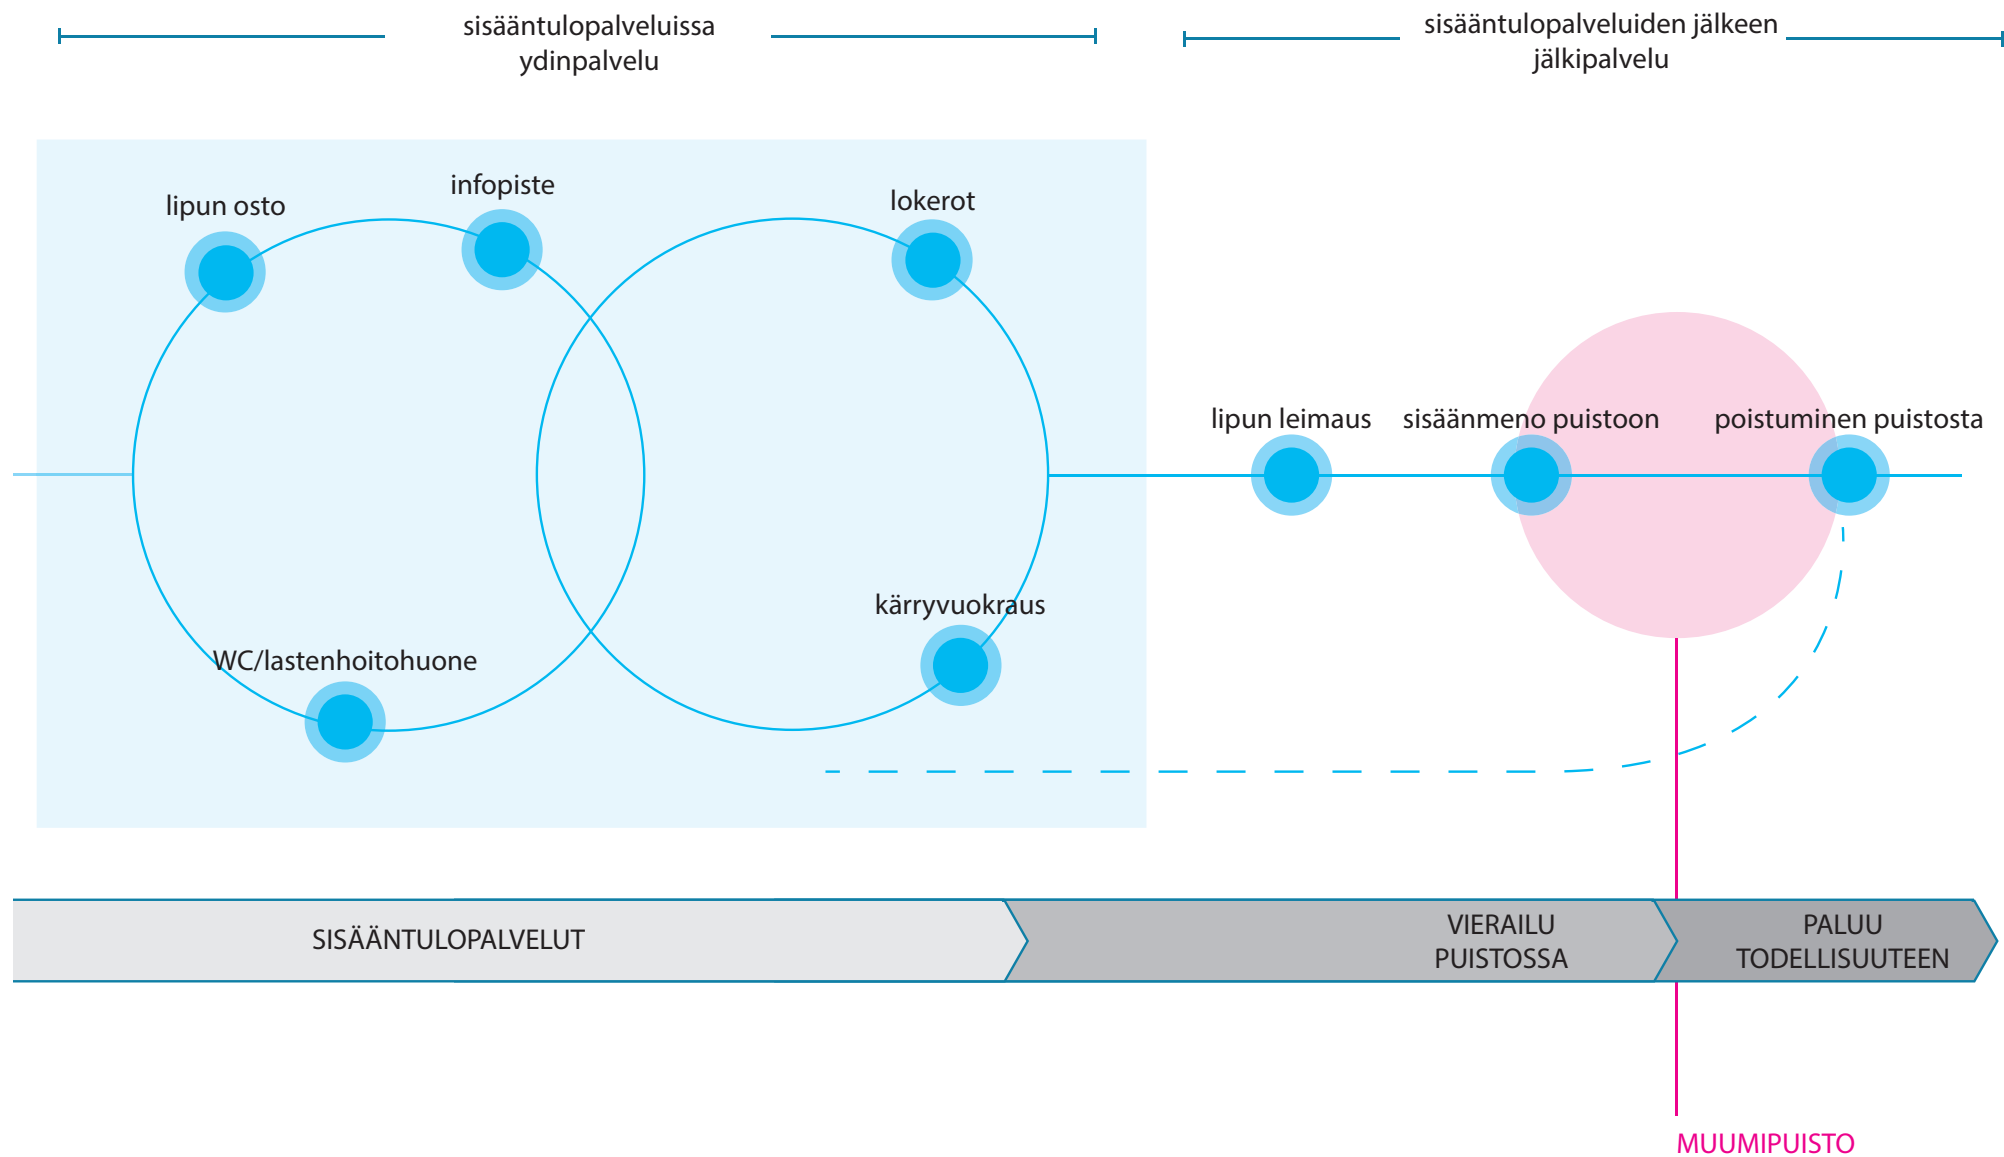 sisääntulopalveluissa
ydinpalvelu
sisääntulopalveluiden jälkeen
jälkipalvelu
lipun osto
infopiste
lokerot
lipun leimaus
sisäänmeno puistoon
poistuminen puistosta
kärryvuokraus
WC/lastenhoitohuone
SISÄÄNTULOPALVELUT
VIERAILU
PUISTOSSA
PALUU
TODELLISUUTEEN
MUUMIPUISTO